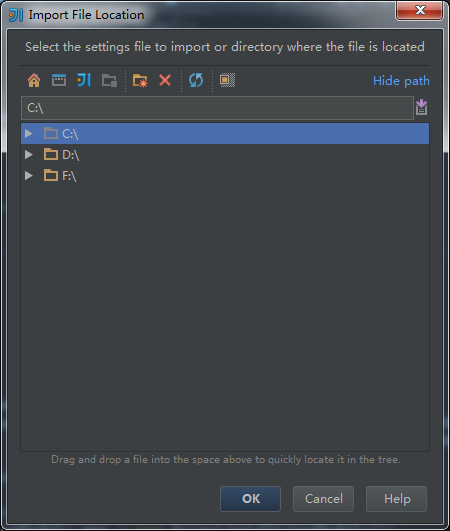 Import File Location
Select the settings file to import or directory where the file is located
Hide path
C:\
C:\
D:\
F:\
Drag and drop a file into the space above to quickly locate it in the tree.
OK
Cancel
Help